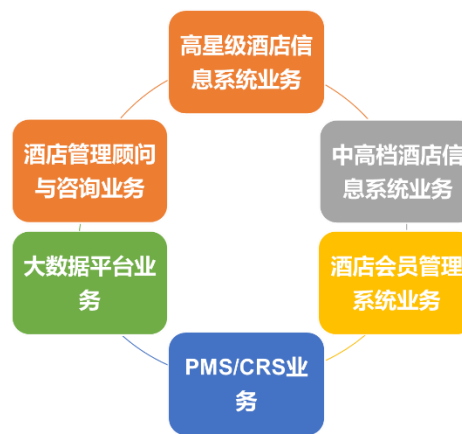 高星级酒店信
息系统业务
酒店管理顾问
与咨询业务
中高档酒店信
息系统业务
大数据平台业
务
酒店会员管理
系统业务
PMS/CRS业
务